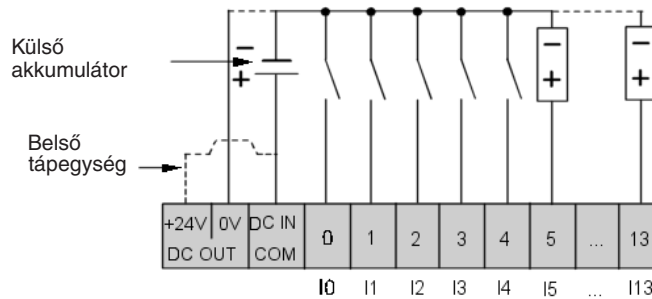 Külső
akkumulátor
Belső
tápegység
− + − + − +
+24V 0V DC IN 0 1 2 3 4 5 ... 13
DC OUT COM
I0 I1 I2 I3 I4 I5 ... I13